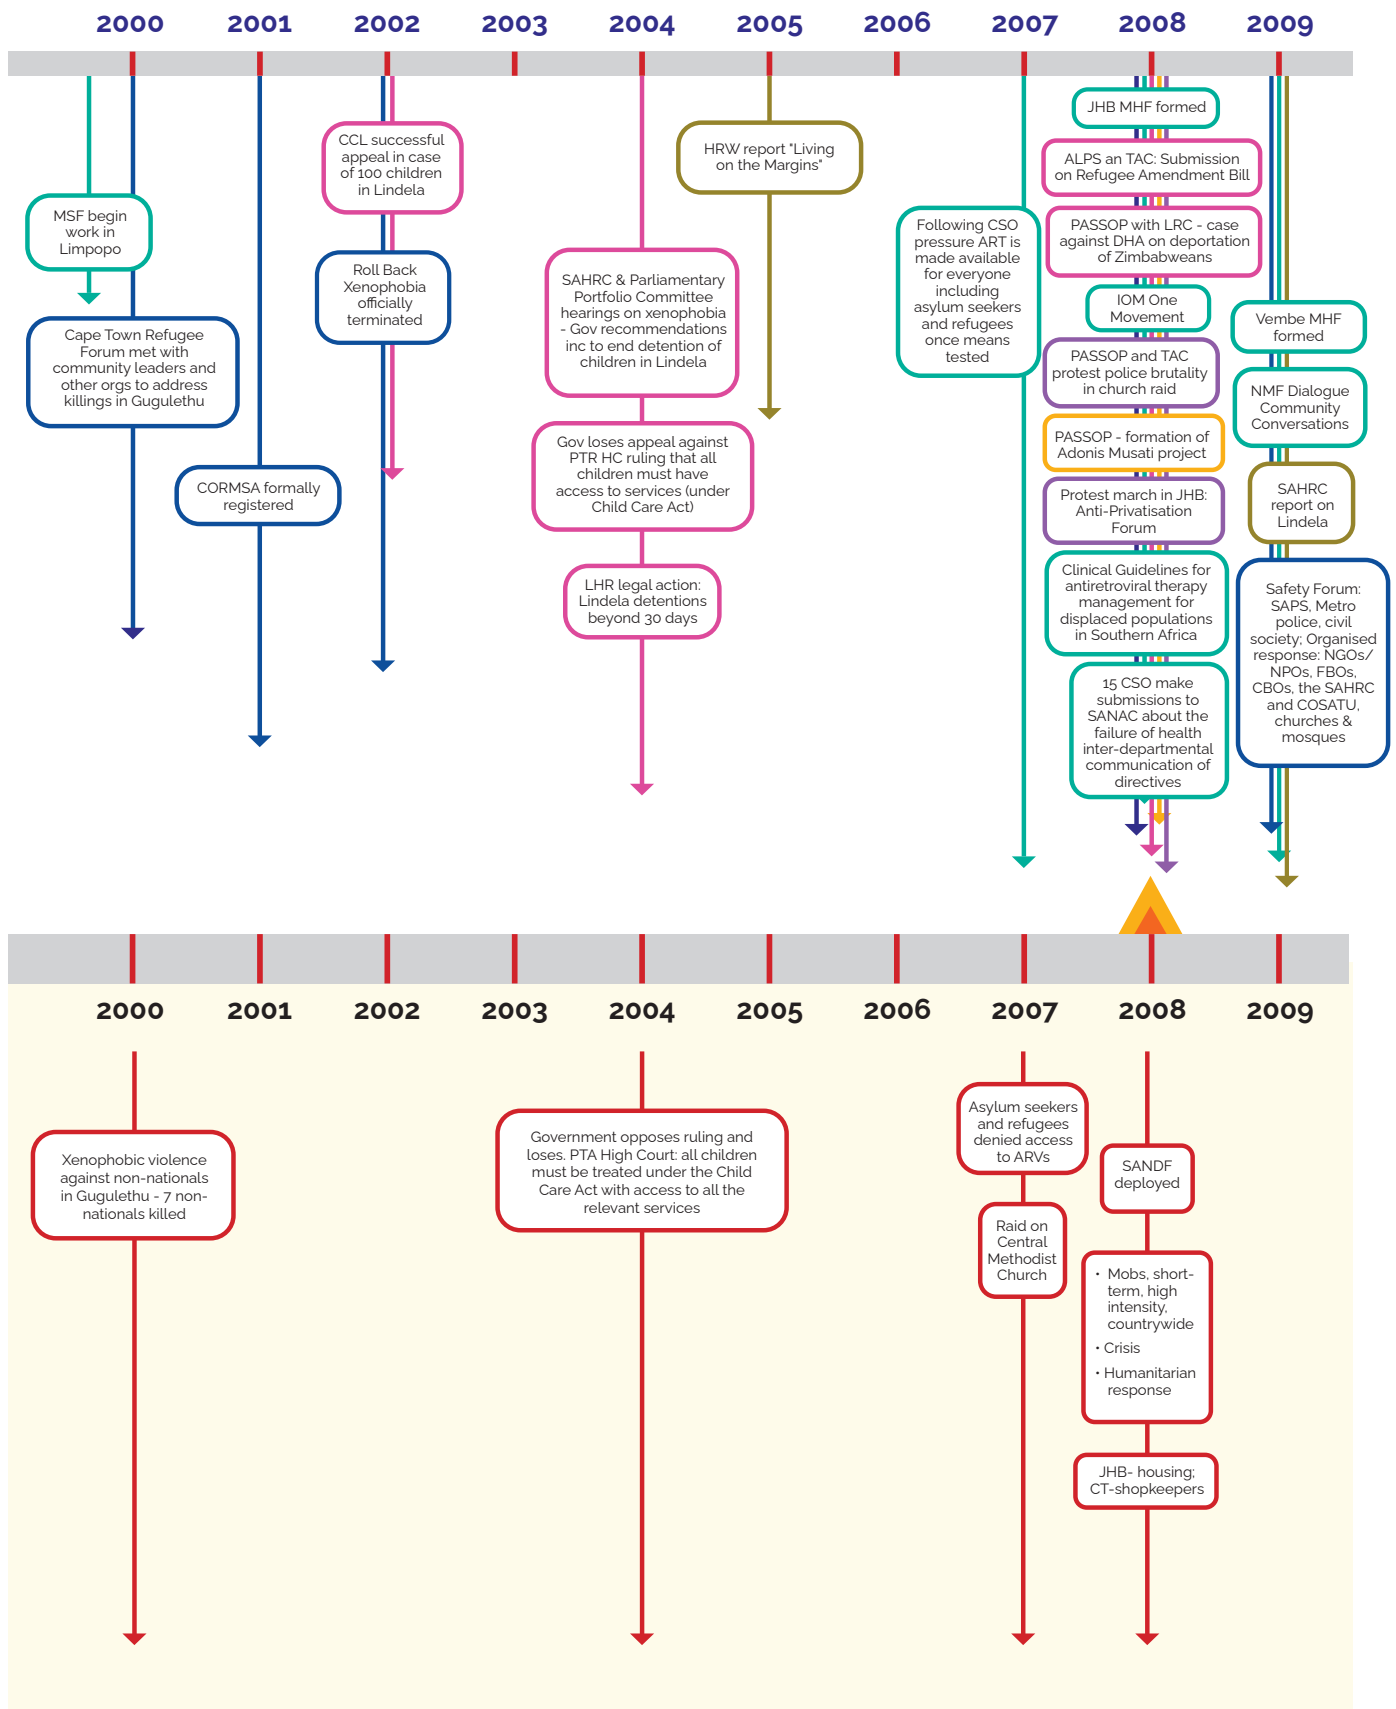 2000 2001 2002 2003 2004 2005 2006 2007 2008 2009
MSF begin
work in
Limpopo
Cape Town Refugee
Forum met with
community leaders and
other orgs to address
killings in Gugulethu
CORMSA formally
registered
CCL successful
appeal in case
of 100 children
in Lindela
Roll Back
Xenophobia
officially
terminated
SAHRC & Parliamentary
Portfolio Committee
hearings on xenophobia
- Gov recommendations
inc to end detention of
children in Lindela
Gov loses appeal against
PTR HC ruling that all
children must have
access to services (under
Child Care Act)
LHR legal action:
Lindela detentions
beyond 30 days
HRW report "Living
on the Margins"
Following CSO
pressure ART is
made available
for everyone
including
asylum seekers
and refugees
once means
tested
JHB MHF formed
ALPS an TAC: Submission
on Refugee Amendment Bill
PASSOP with LRC - case
against DHA on deportation
of Zimbabweans
IOM One
Movement
PASSOP and TAC
protest police brutality
in church raid
PASSOP - formation of
Adonis Musati project
Protest march in JHB:
Anti-Privatisation
Forum
Clinical Guidelines for
antiretroviral therapy
management for
displaced populations
in Southern Africa
15 CSO make
submissions to
SANAC about the
failure of health
inter-departmental
communication of
directives
Vembe MHF
formed
NMF Dialogue
Community
Conversations
SAHRC
report on
Lindela
Safety Forum:
SAPS, Metro
police, civil
society; Organised
response: NGOs/
NPOs, FBOs,
CBOs, the SAHRC
and COSATU,
churches &
mosques
2000 2001 2002 2003 2004 2005 2006 2007 2008 2009
Xenophobic violence
against non-nationals
in Gugulethu - 7 non-
nationals killed
Government opposes ruling and
loses. PTA High Court: all children
must be treated under the Child
Care Act with access to all the
relevant services
Asylum seekers
and refugees
denied access
to ARVs
Raid on
Central
Methodist
Church
SANDF
deployed
• Mobs, short-
term, high
intensity,
countrywide
• Crisis
• Humanitarian
response
JHB- housing;
CT-shopkeepers